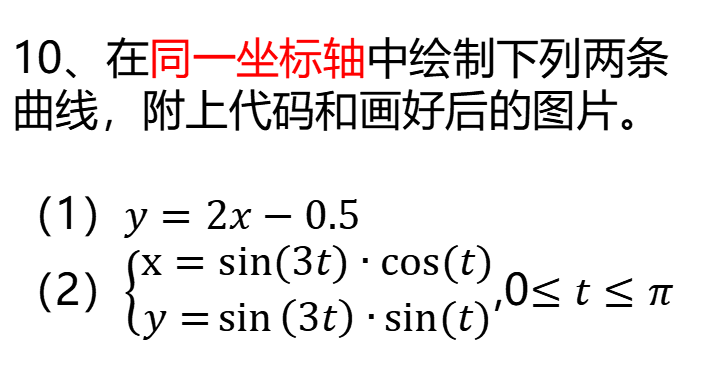 10、在同一坐标轴中绘制下列两条
曲线，附上代码和画好后的图片。
（1）y = 2x − 0.5
（2）{x = sin(3t) · cos(t)
y = sin (3t) · sin(t) ,0≤ t ≤ π